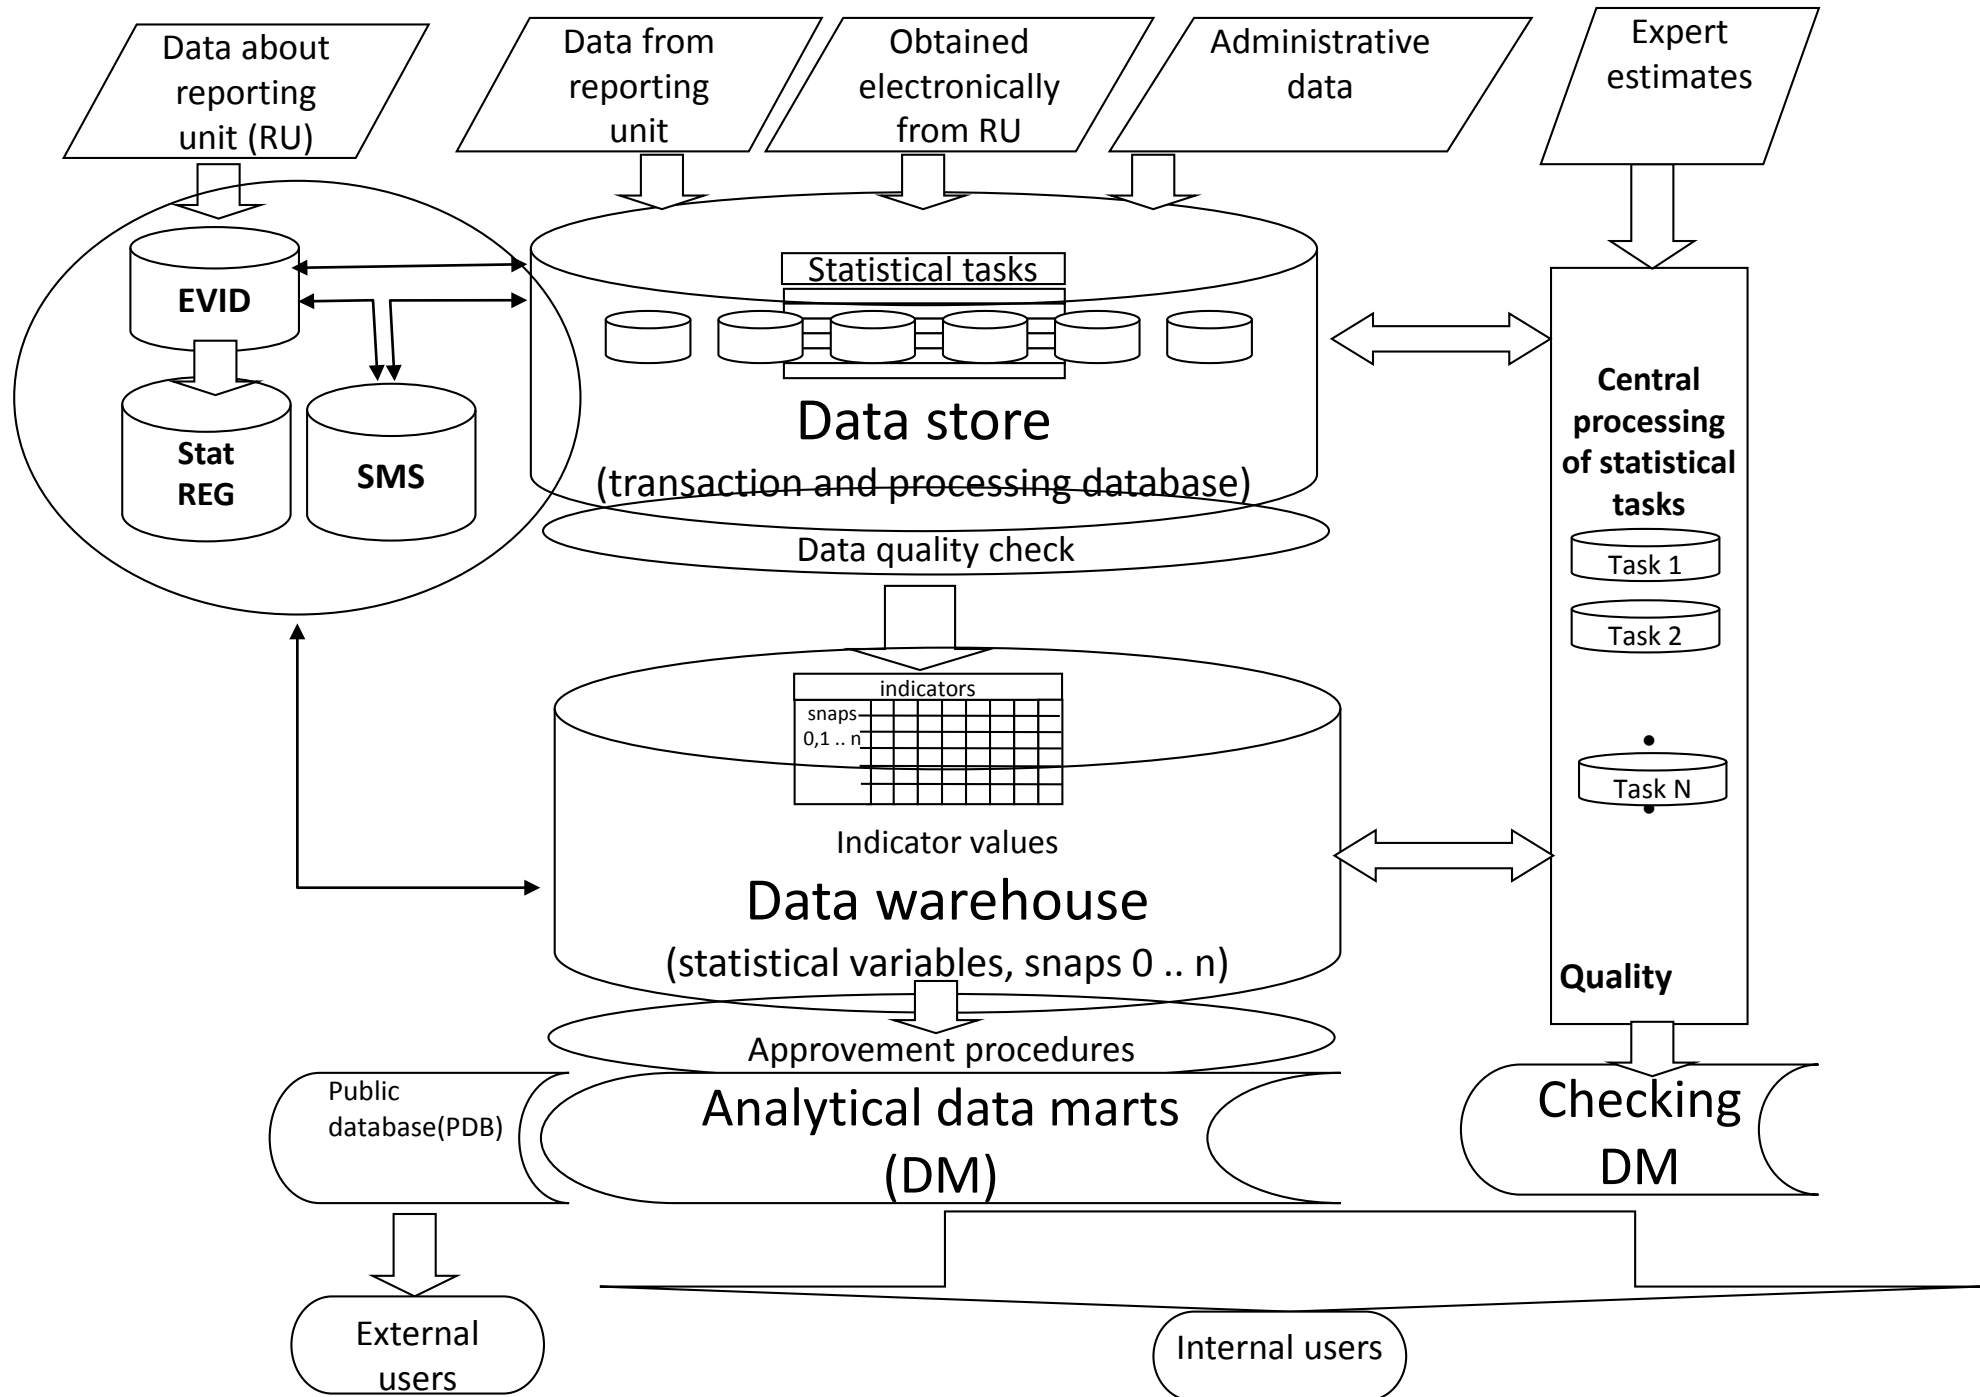 Data about
reporting
unit (RU)
Data from
reporting
unit
Obtained
electronically
from RU
Administrative
data
Expert
estimates
EVID
Stat
REG
SMS
Statistical tasks
Data store
(transaction and processing database)
Data quality check
Central
processing
of statistical
tasks
Task 1
Task 2
Task N
Quality
indicators
snaps
0,1 .. n
Indicator values
Data warehouse
(statistical variables, snaps 0 .. n)
Approvement procedures
Public
database(PDB)
Analytical data marts
(DM)
Checking
DM
External
users
Internal users